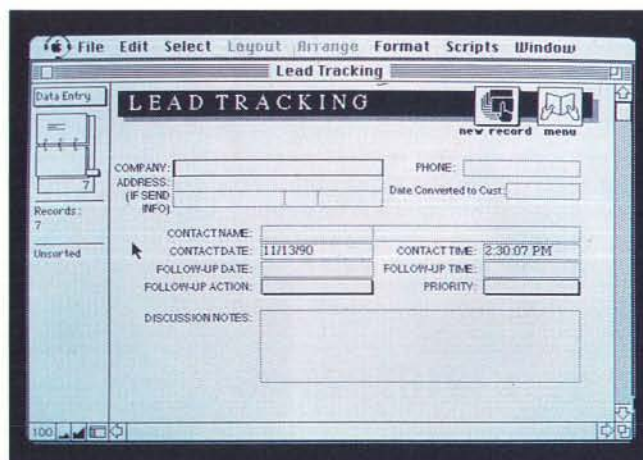 File Edit Select Layout Arrange Format Scripts Window
Lead Tracking
Data Entry
LEAD TRACKING
new record menu
7
Records:
7
Unsorted
COMPANY:
PHONE:
ADDRESS:
(IF SEND
INFO)
Date Converted to Cust:
CONTACT NAME:
CONTACT DATE: 11/13/90
CONTACT TIME: 2:30:07 PM
FOLLOW-UP DATE:
FOLLOW-UP TIME:
FOLLOW-UP ACTION:
PRIORITY:
DISCUSSION NOTES:
100